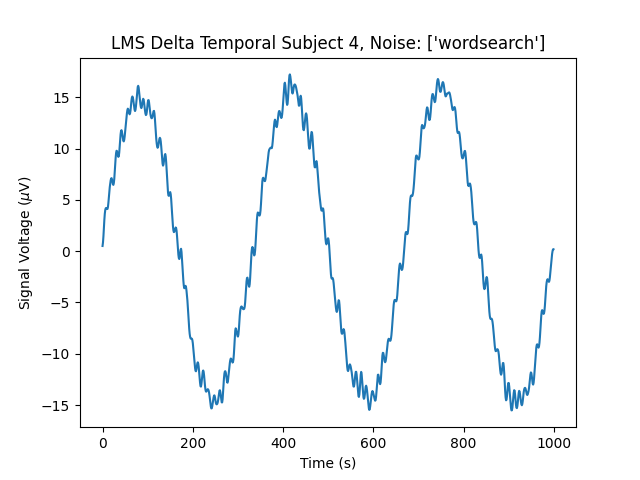 LMS Delta Temporal Subject 4, Noise: ['wordsearch']
Signal Voltage (μV)
15
10
5
0
−5
−10
−15
0 200 400 600 800 1000
Time (s)